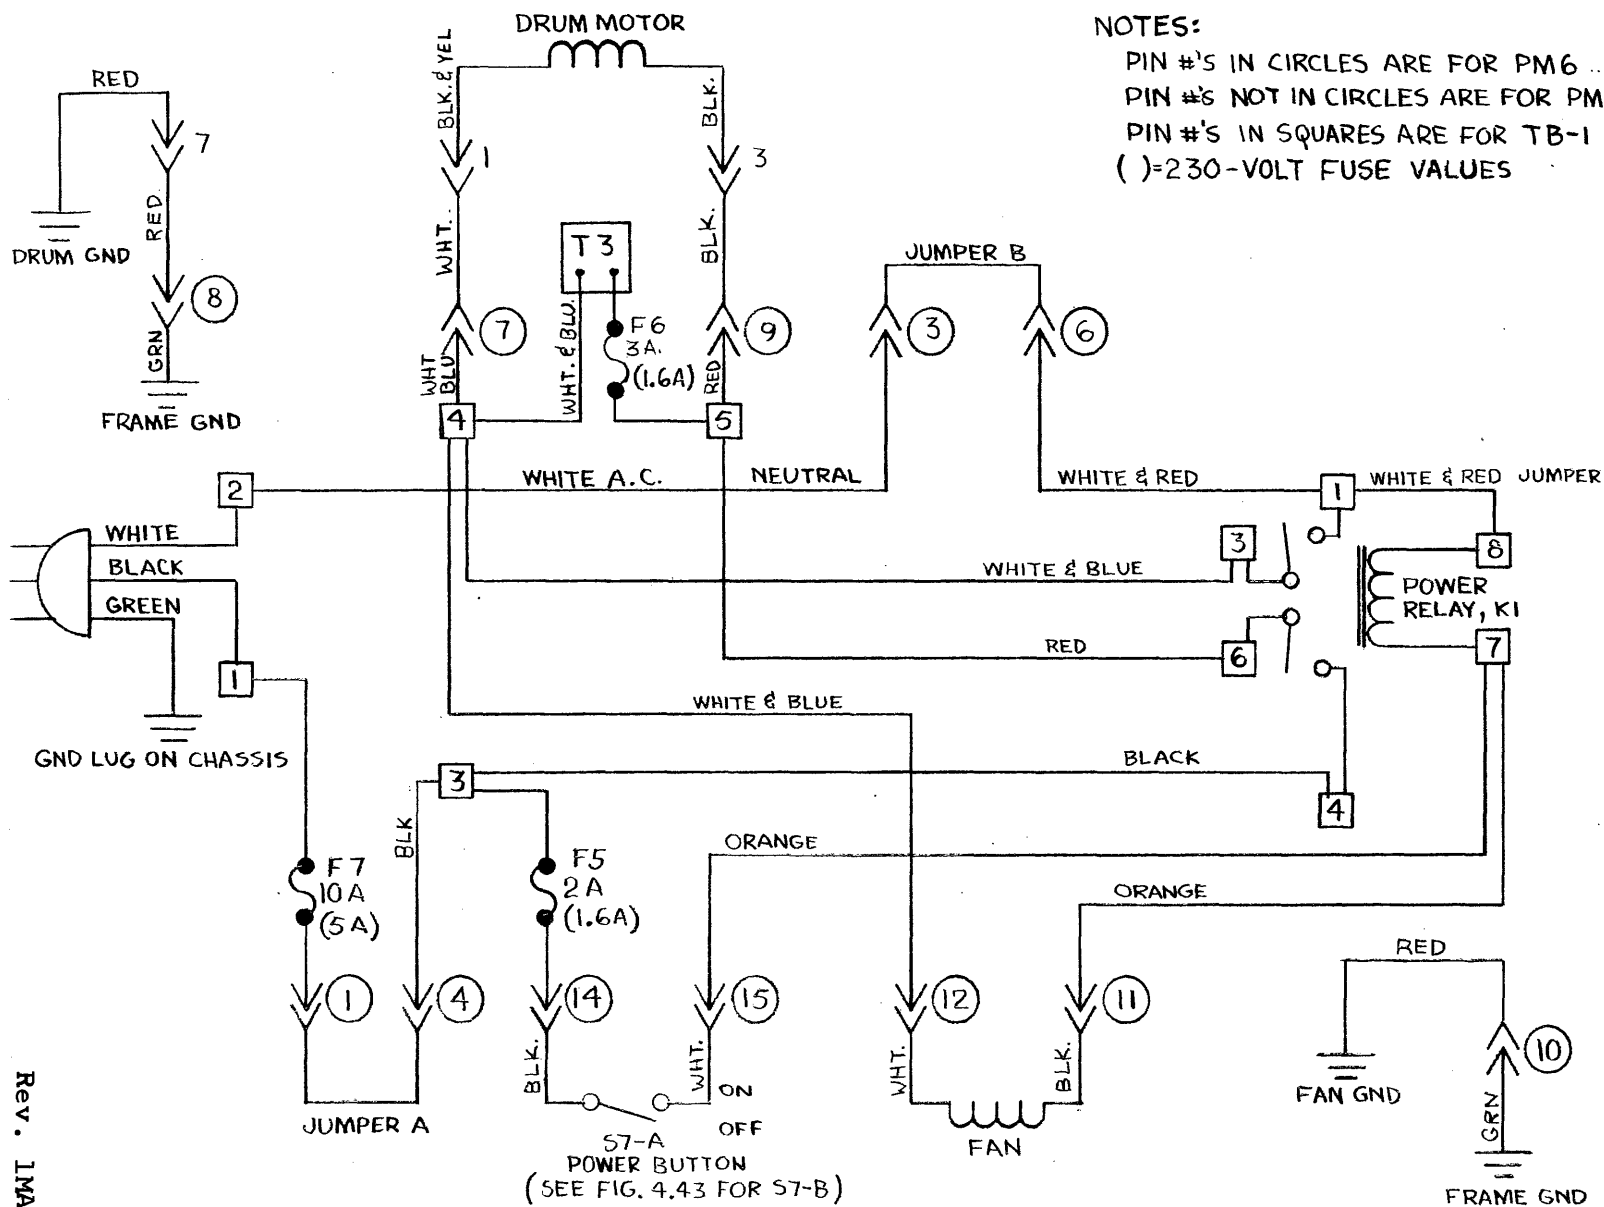 DRUM MOTOR
NOTES:
PIN #'S IN CIRCLES ARE FOR PM6 ..
PIN #'S NOT IN CIRCLES ARE FOR PM
PIN #'S IN SQUARES ARE FOR TB-1
( )=230-VOLT FUSE VALUES
RED
7
RED
DRUM GND
8
GRN
FRAME GND
BLK. & YEL
BLK.
1
3
WHT..
BLK.
T3
7
9
WHT BLU
WHT. & BLU.
F6
3A.
(1.6A)
RED
4
5
JUMPER B
3
6
2
WHITE A.C. NEUTRAL
WHITE & RED
1
WHITE & RED JUMPER
WHITE
BLACK
GREEN
3
8
WHITE & BLUE
POWER
RELAY, K1
RED
6
7
1
GND LUG ON CHASSIS
WHITE & BLUE
3
BLACK
4
BLK
ORANGE
F7
10A
(5A)
F5
2A
(1.6A)
ORANGE
RED
1
4
14
15
12
11
10
BLK.
WHT.
WHT.
BLK.
ON
OFF
JUMPER A
S7-A
POWER BUTTON
(SEE FIG. 4.43 FOR S7-B)
FAN
FAN GND
GRN
FRAME GND
Rev. 1MA